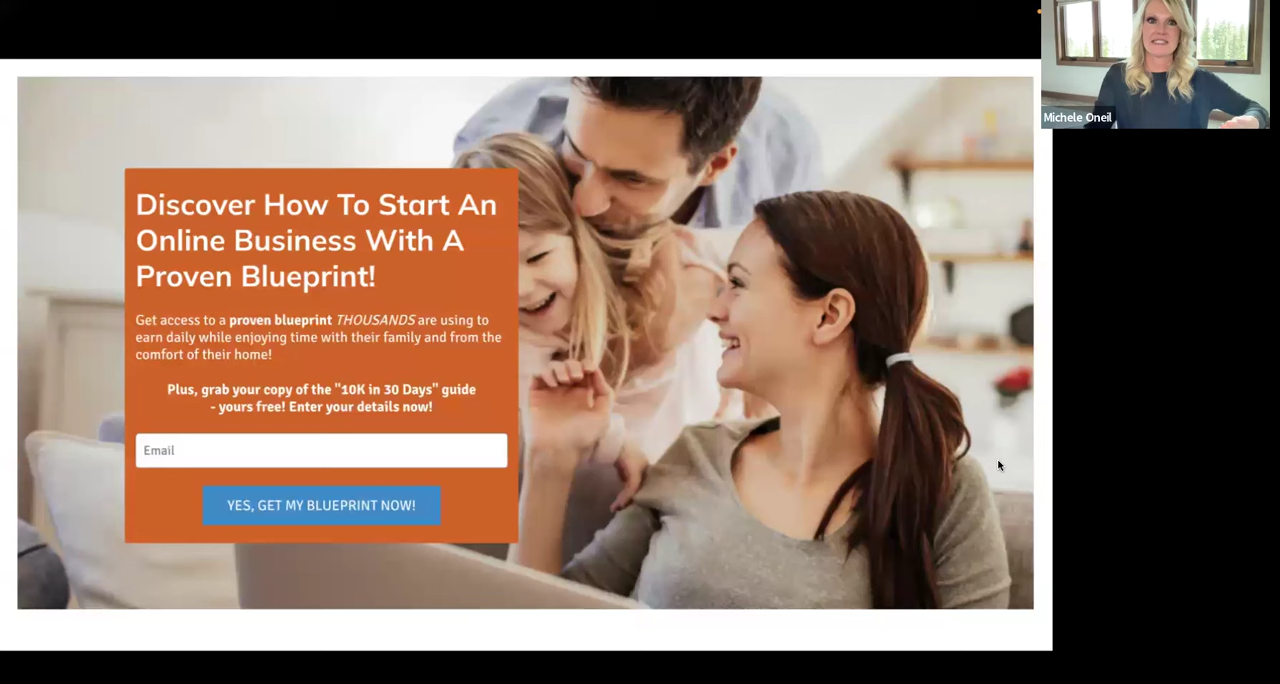 Michele Oneil
Discover How To Start An
Online Business With A
Proven Blueprint!
Get access to a proven blueprint THOUSANDS are using to
earn daily while enjoying time with their family and from the
comfort of their home!
Plus, grab your copy of the "10K in 30 Days" guide
- yours free! Enter your details now!
Email
YES, GET MY BLUEPRINT NOW!